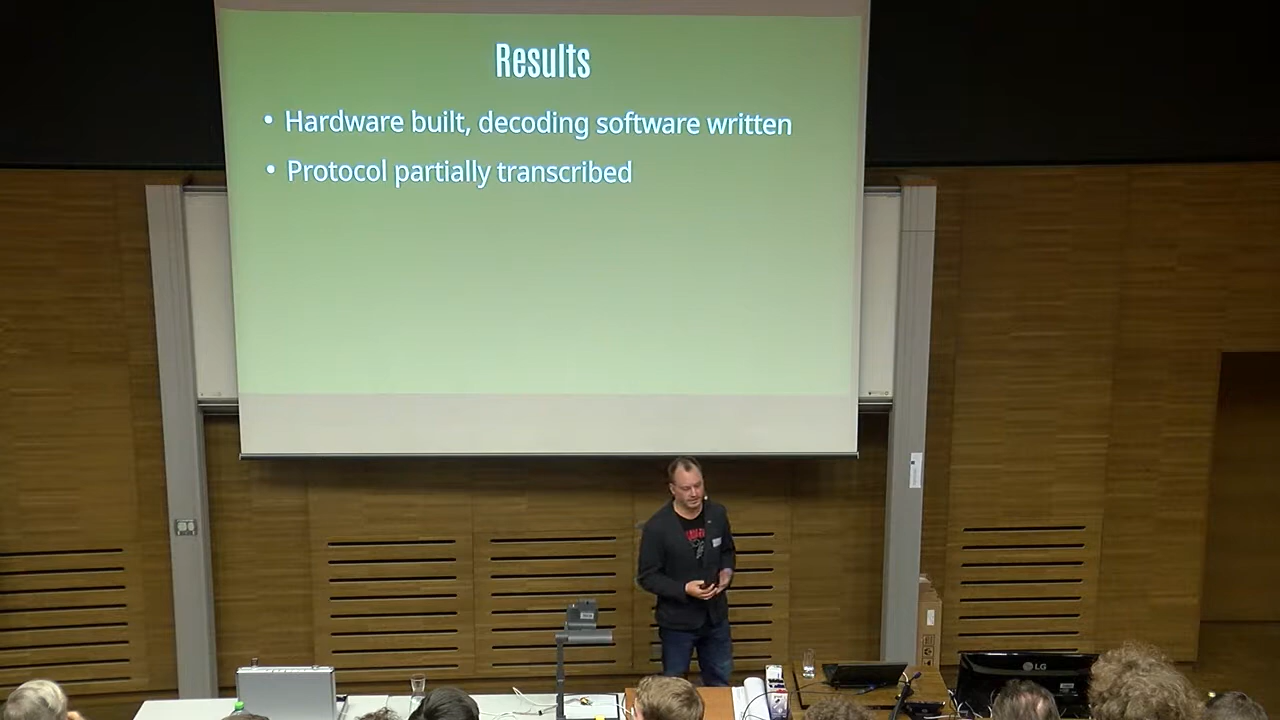 Results
• Hardware built, decoding software written
• Protocol partially transcribed
LG